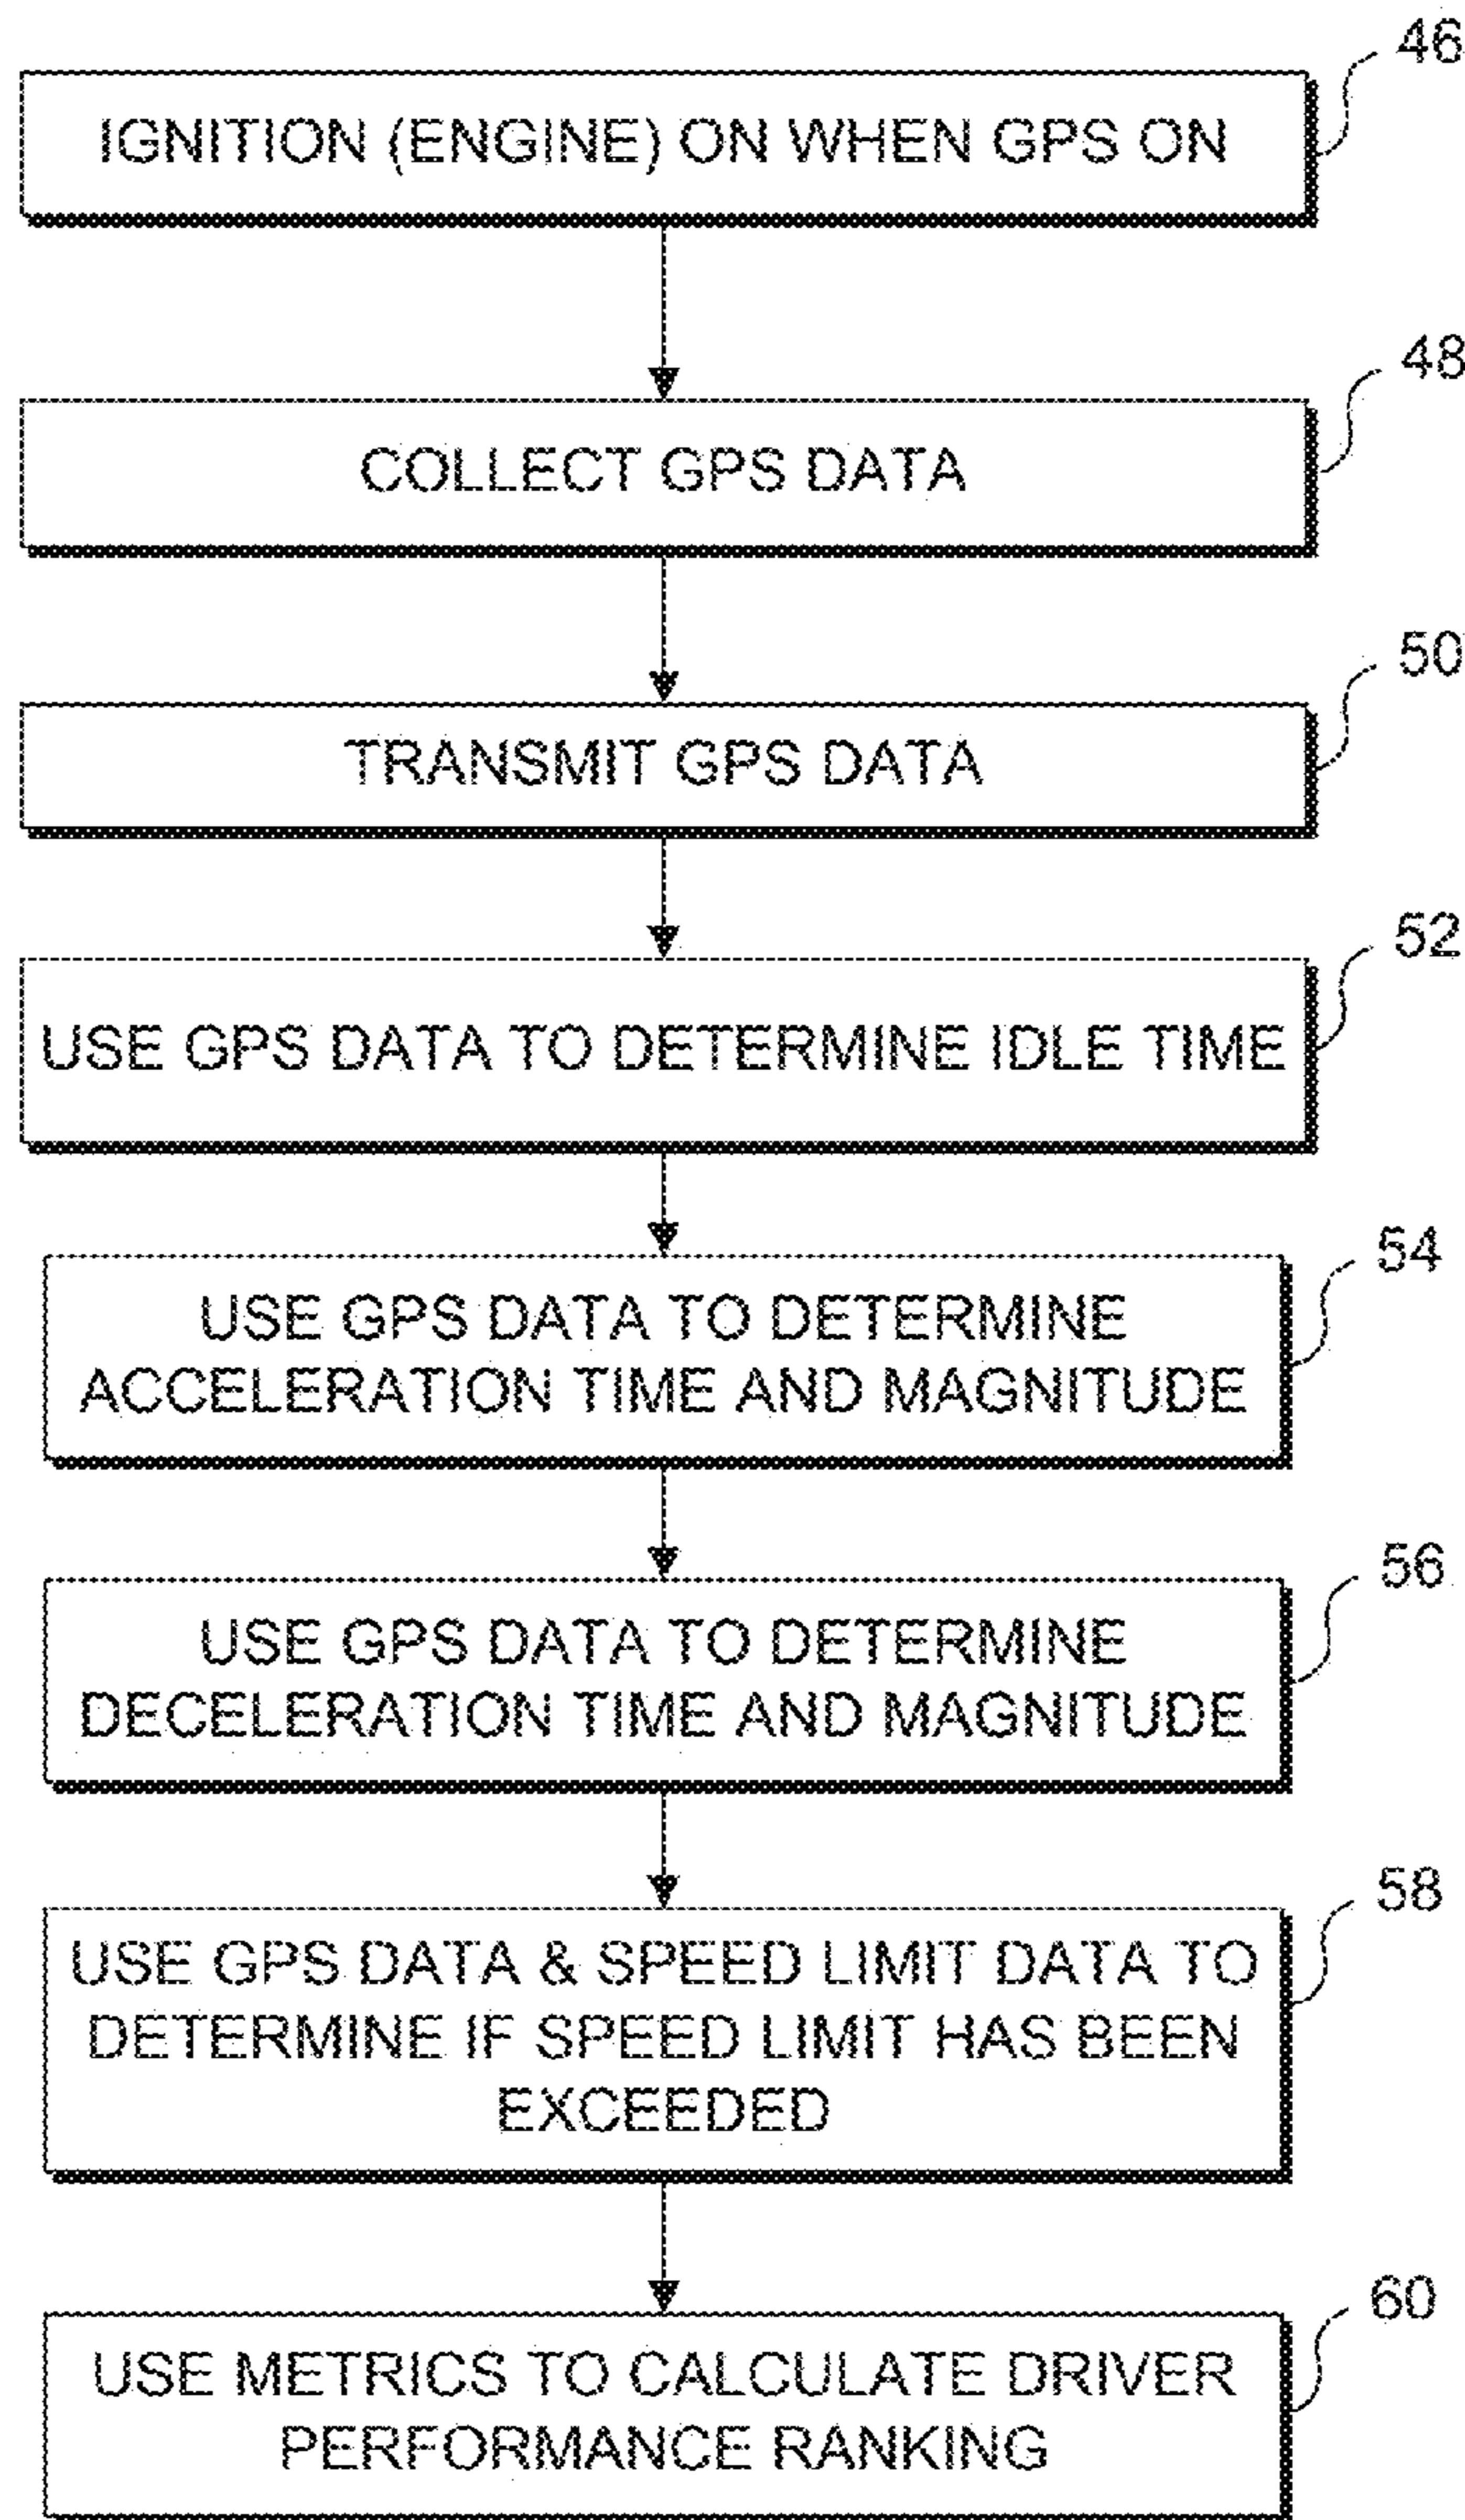 46
IGNITION (ENGINE) ON WHEN GPS ON
48
COLLECT GPS DATA
50
TRANSMIT GPS DATA
52
USE GPS DATA TO DETERMINE IDLE TIME
54
USE GPS DATA TO DETERMINE
ACCELERATION TIME AND MAGNITUDE
56
USE GPS DATA TO DETERMINE
DECELERATION TIME AND MAGNITUDE
58
USE GPS DATA & SPEED LIMIT DATA TO
DETERMINE IF SPEED LIMIT HAS BEEN
EXCEEDED
60
USE METRICS TO CALCULATE DRIVER
PERFORMANCE RANKING